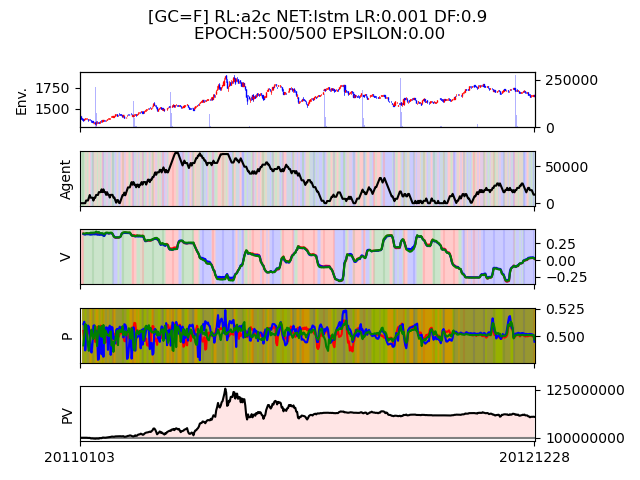 [GC=F] RL:a2c NET:lstm LR:0.001 DF:0.9
EPOCH:500/500 EPSILON:0.00
Env.
1750
1500
250000
0
Agent
50000
0
V
0.25
0.00
−0.25
P
0.525
0.500
PV
125000000
100000000
20110103
20121228